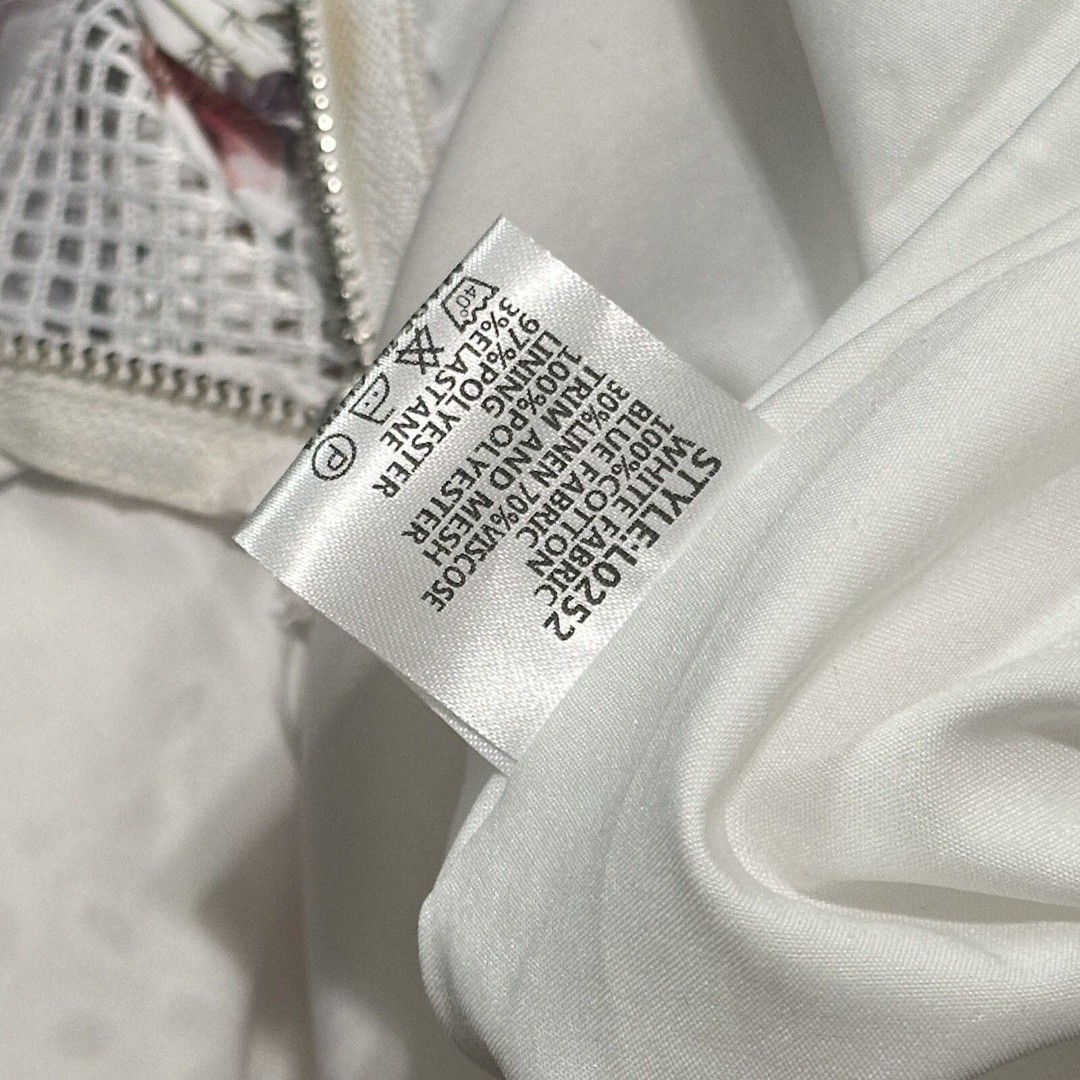 STYLE:L0252
WHITE FABRIC
100%COTTON
BLUE FABRIC
30%LINEN 70%VISCOSE
TRIM AND MESH
100%POLYESTER
LINING
97%POLYESTER
3%ELASTANE
40°
P